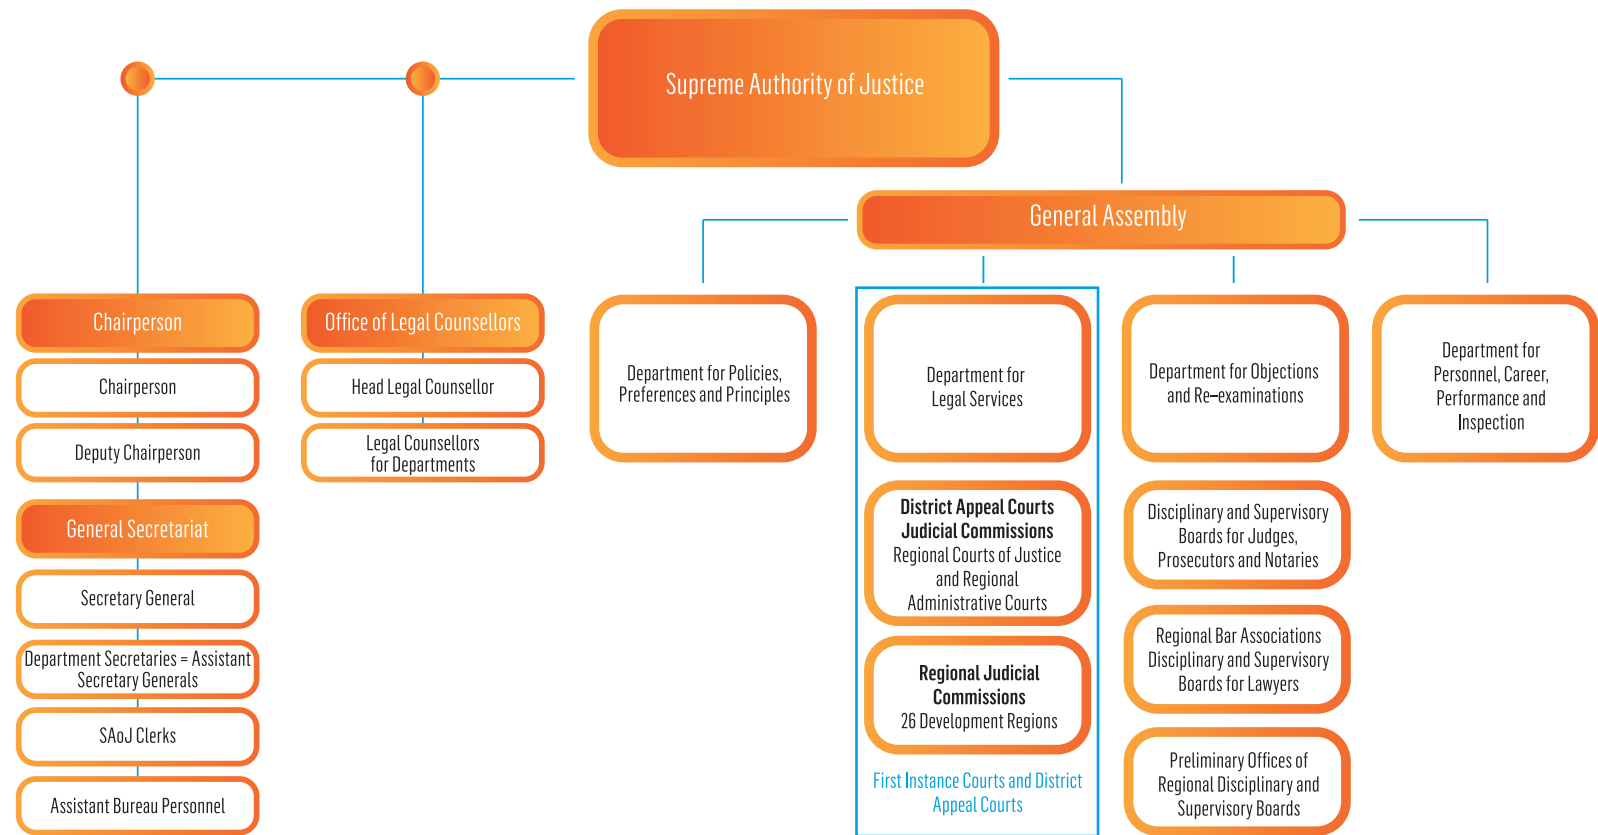 Supreme Authority of Justice
General Assembly
Chairperson
Chairperson
Deputy Chairperson
General Secretariat
Secretary General
Department Secretaries = Assistant
Secretary Generals
SAoJ Clerks
Assistant Bureau Personnel
Office of Legal Counsellors
Head Legal Counsellor
Legal Counsellors
for Departments
Department for Policies,
Preferences and Principles
Department for
Legal Services
District Appeal Courts
Judicial Commissions
Regional Courts of Justice
and Regional
Administrative Courts
Regional Judicial
Commissions
26 Development Regions
First Instance Courts and District
Appeal Courts
Department for Objections
and Re–examinations
Disciplinary and Supervisory
Boards for Judges,
Prosecutors and Notaries
Regional Bar Associations
Disciplinary and Supervisory
Boards for Lawyers
Preliminary Offices of
Regional Disciplinary and
Supervisory Boards
Department for
Personnel, Career,
Performance and
Inspection